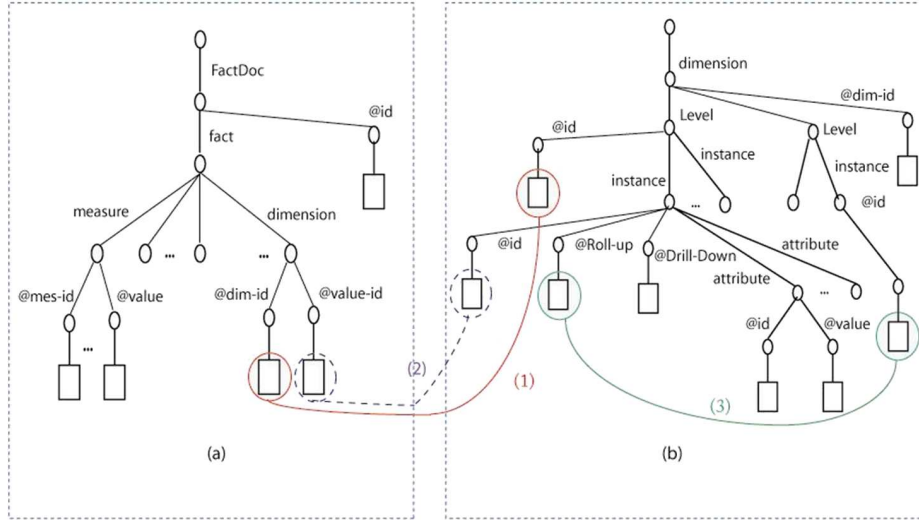 FactDoc
@id
fact
measure
dimension
...
...
@mes-id
@value
@dim-id
@value-id
...
(2)
(1)
(a)
dimension
@dim-id
Level
Level
@id
instance
instance
instance
...
@id
@id
@Roll-up
@Drill-Down
attribute
attribute
...
@id
@value
(3)
(b)